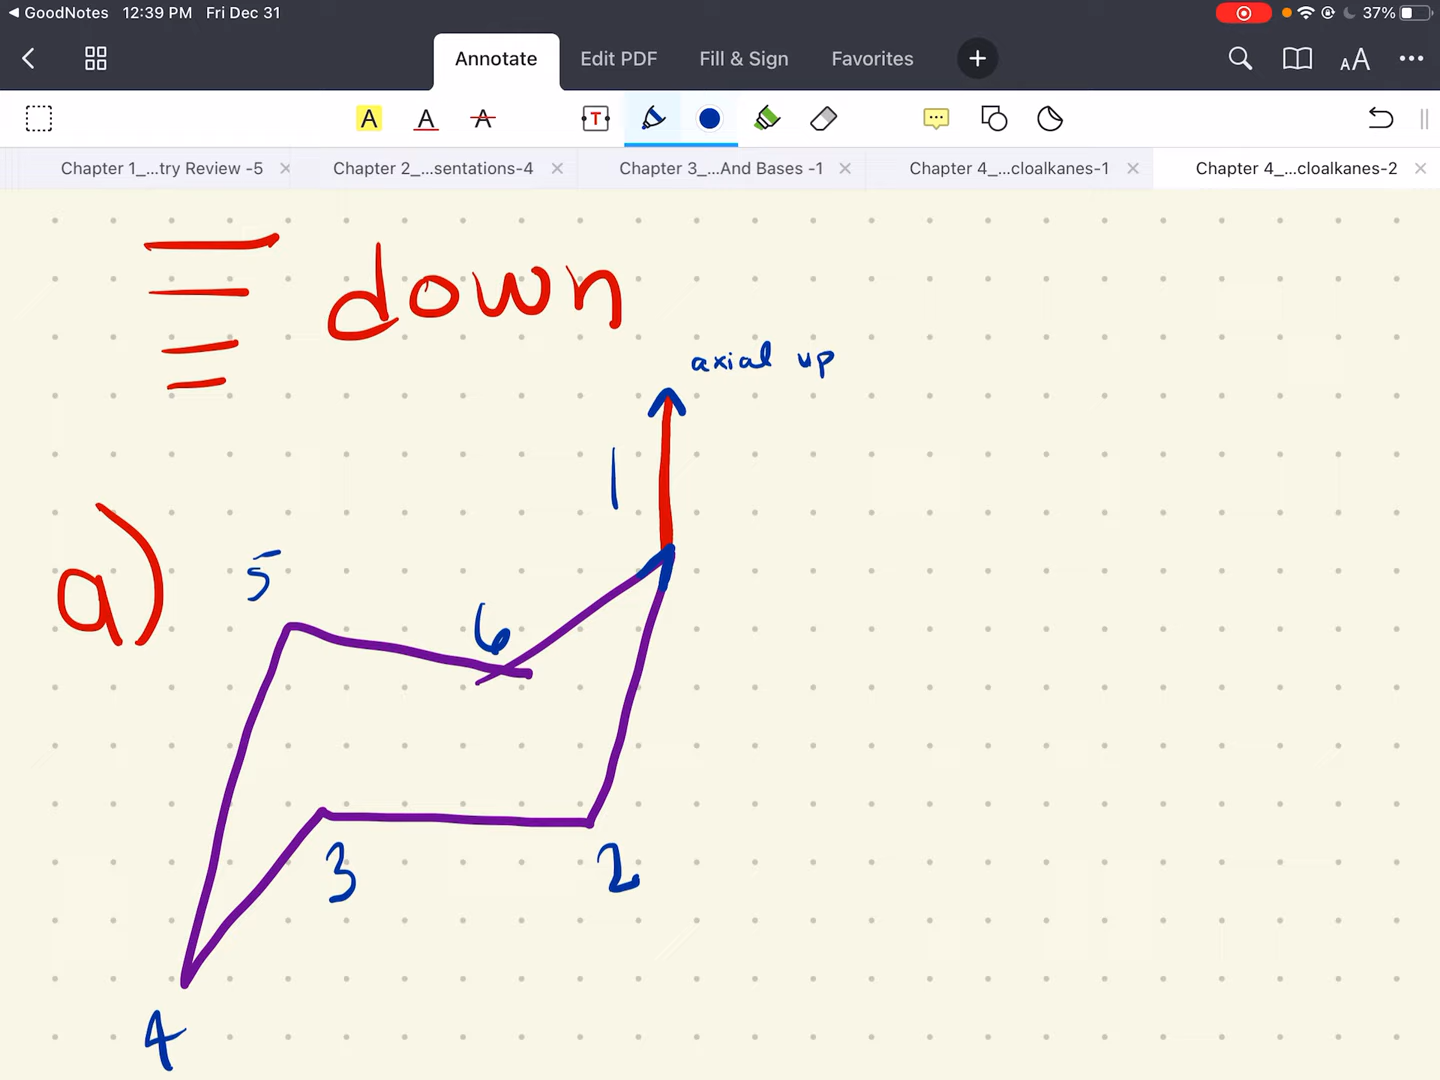 GoodNotes 12:39 PM Fri Dec 31 37%
Annotate Edit PDF Fill & Sign Favorites
A A A T AA
Chapter 1_...try Review -5 Chapter 2_...sentations-4 Chapter 3_...And Bases -1 Chapter 4_...cloalkanes-1 Chapter 4_...cloalkanes-2
down
axial up
1
a)
5
6
3
2
4